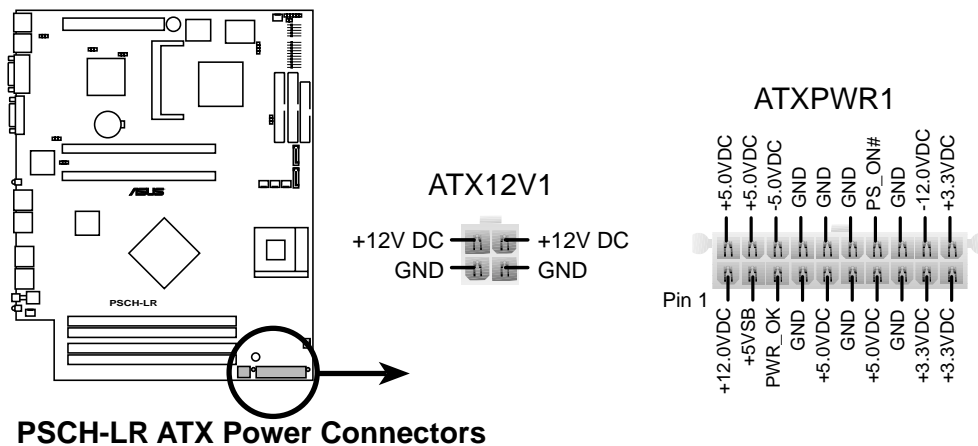 ATXPWR1
+5.0VDC
+5.0VDC
-5.0VDC
GND
GND
GND
PS_ON#
GND
-12.0VDC
+3.3VDC
ATX12V1
+12V DC
+12V DC
GND
GND
Pin 1
+12.0VDC
+5VSB
PWR_OK
GND
+5.0VDC
GND
+5.0VDC
GND
+3.3VDC
+3.3VDC
ASUS
PSCH-LR
PSCH-LR ATX Power Connectors